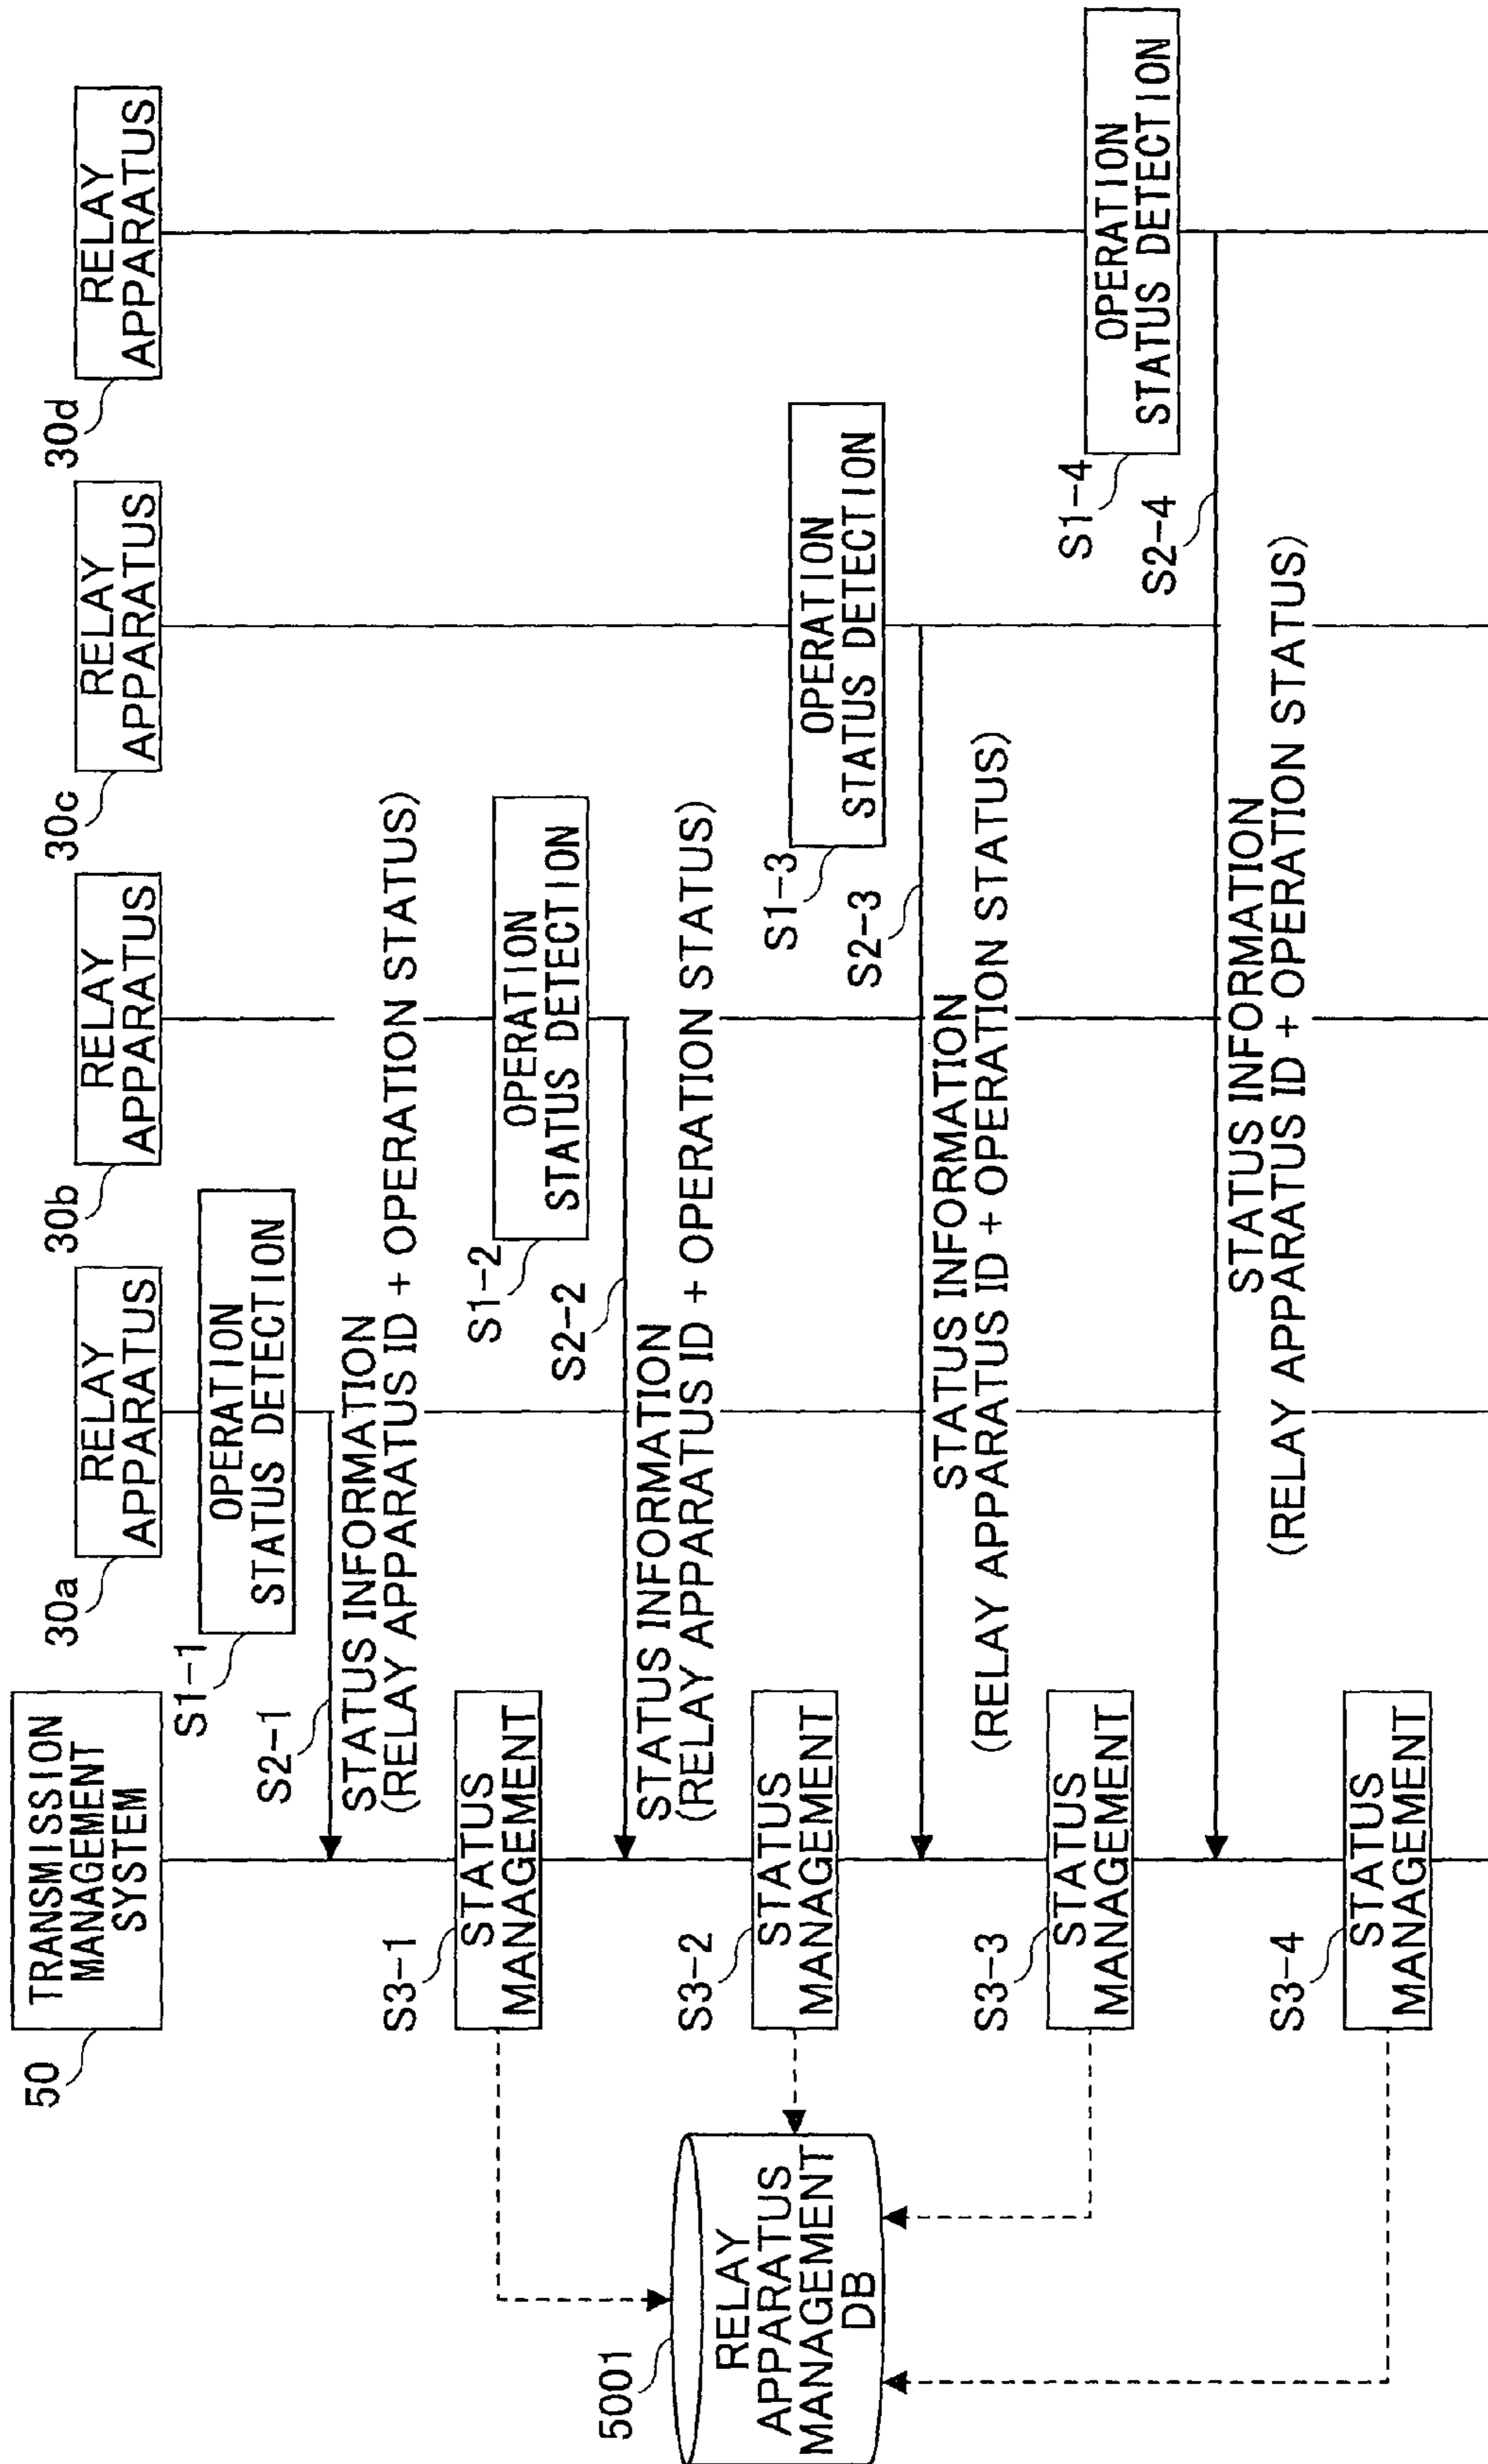 50
TRANSMISSION
MANAGEMENT
SYSTEM
30a
RELAY
APPARATUS
30b
RELAY
APPARATUS
30c
RELAY
APPARATUS
30d
RELAY
APPARATUS
S1-1
OPERATION
STATUS DETECTION
S2-1
STATUS INFORMATION
(RELAY APPARATUS ID + OPERATION STATUS)
S3-1
STATUS
MANAGEMENT
S1-2
OPERATION
STATUS DETECTION
S2-2
STATUS INFORMATION
(RELAY APPARATUS ID + OPERATION STATUS)
S3-2
STATUS
MANAGEMENT
5001
RELAY
APPARATUS
MANAGEMENT
DB
S1-3
OPERATION
STATUS DETECTION
S2-3
STATUS INFORMATION
(RELAY APPARATUS ID + OPERATION STATUS)
S3-3
STATUS
MANAGEMENT
S1-4
OPERATION
STATUS DETECTION
S2-4
STATUS INFORMATION
(RELAY APPARATUS ID + OPERATION STATUS)
S3-4
STATUS
MANAGEMENT